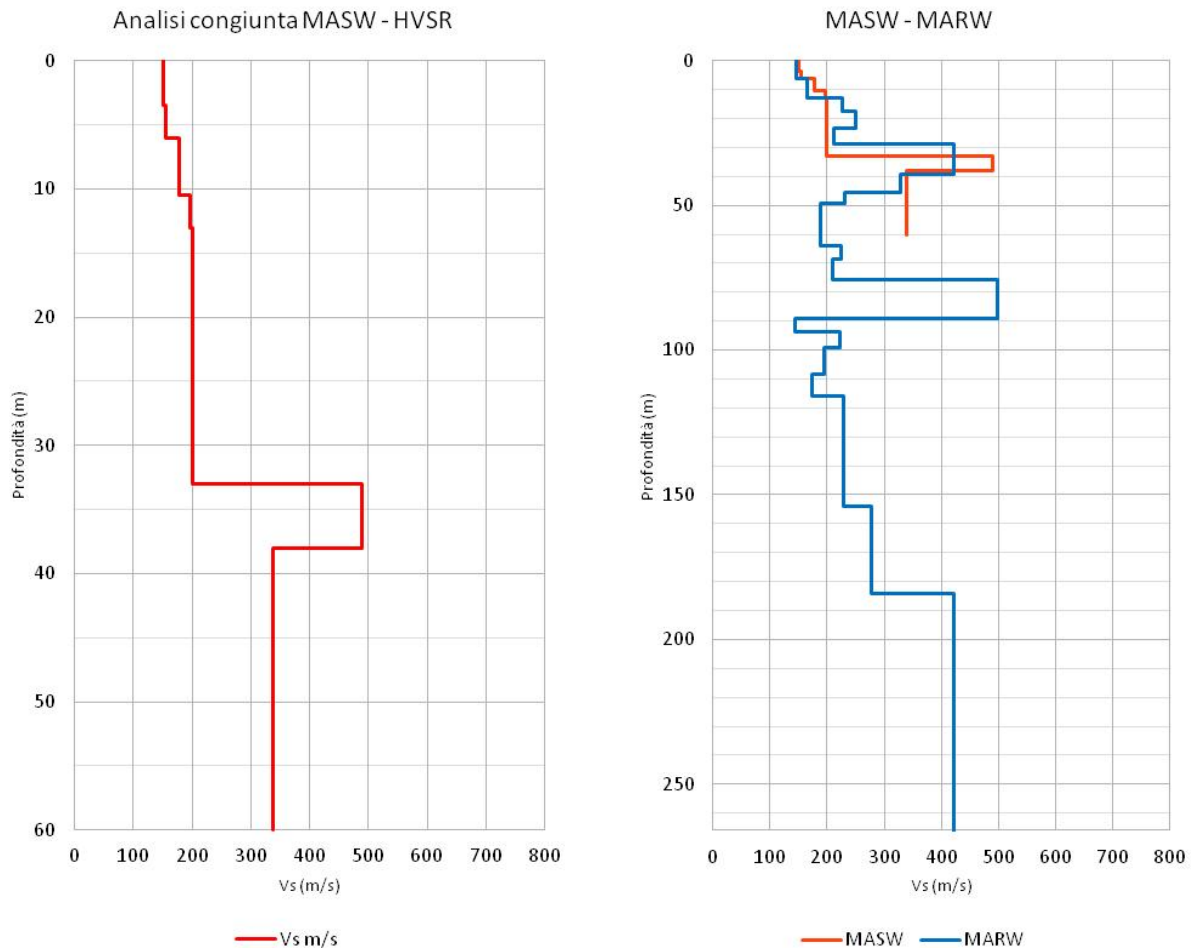 Analisi congiunta MASW - HVSR
0
10
20
30
40
50
60
Profondità (m)
0 100 200 300 400 500 600 700 800
Vs (m/s)
Vs m/s
MASW - MARW
0
50
100
150
200
250
Profondità (m)
0 100 200 300 400 500 600 700 800
Vs (m/s)
MASW MARW